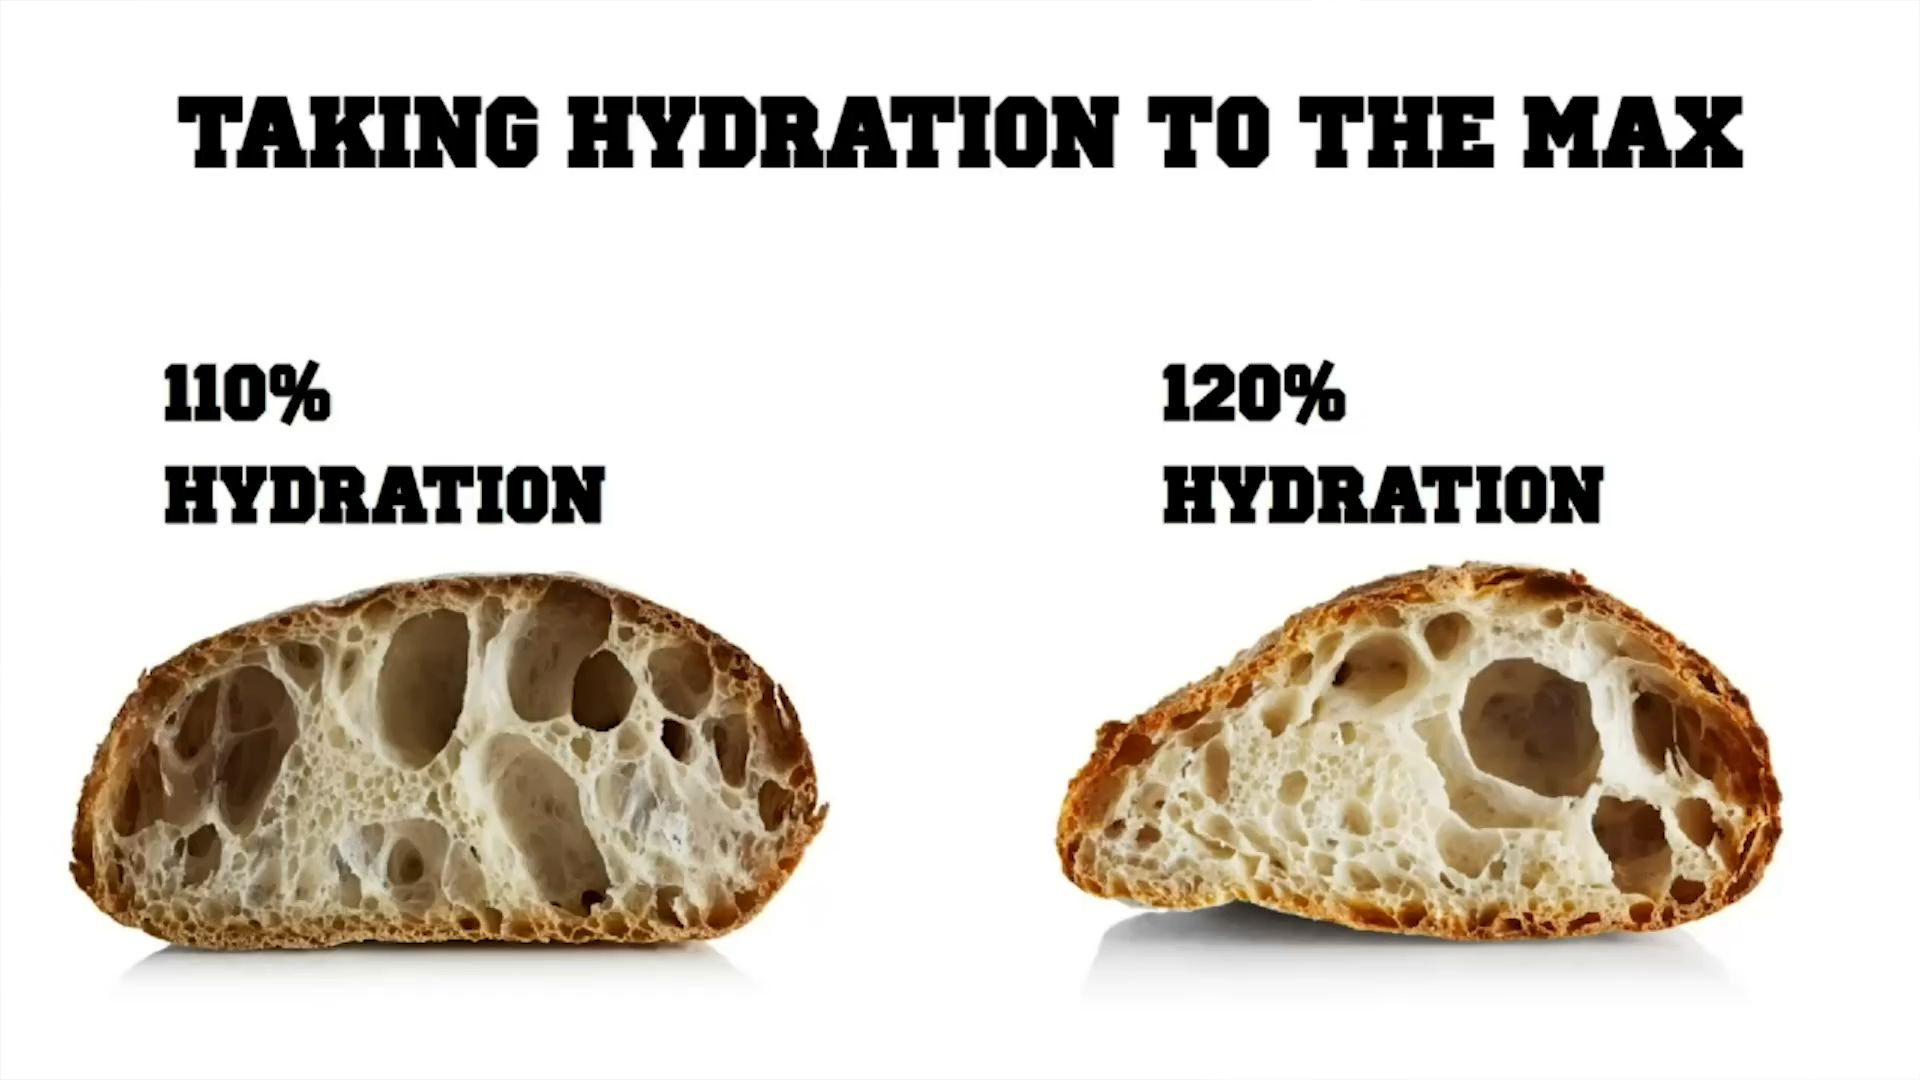 TAKING HYDRATION TO THE MAX
110%
HYDRATION
120%
HYDRATION